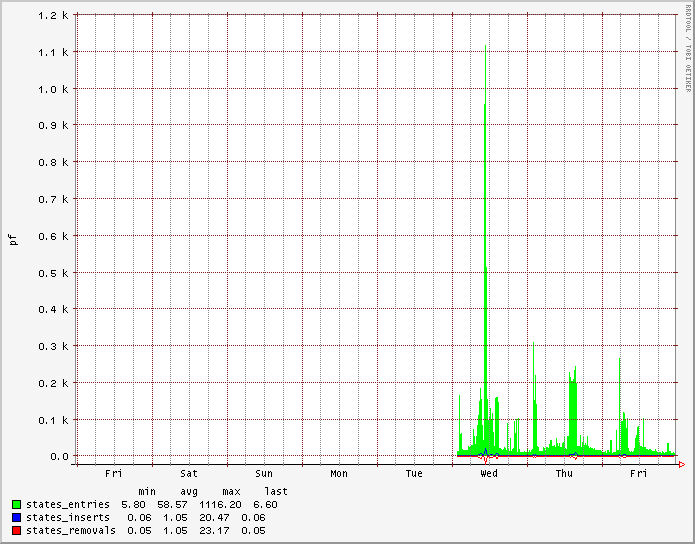 1.2 k
1.1 k
1.0 k
0.9 k
0.8 k
0.7 k
0.6 k
0.5 k
0.4 k
0.3 k
0.2 k
0.1 k
0.0
pf
Fri Sat Sun Mon Tue Wed Thu Fri
min avg max last
states_entries 5.80 58.57 1116.20 6.60
states_inserts 0.06 1.05 20.47 0.06
states_removals 0.05 1.05 23.17 0.05
RRDTOOL / TOBI OETIKER